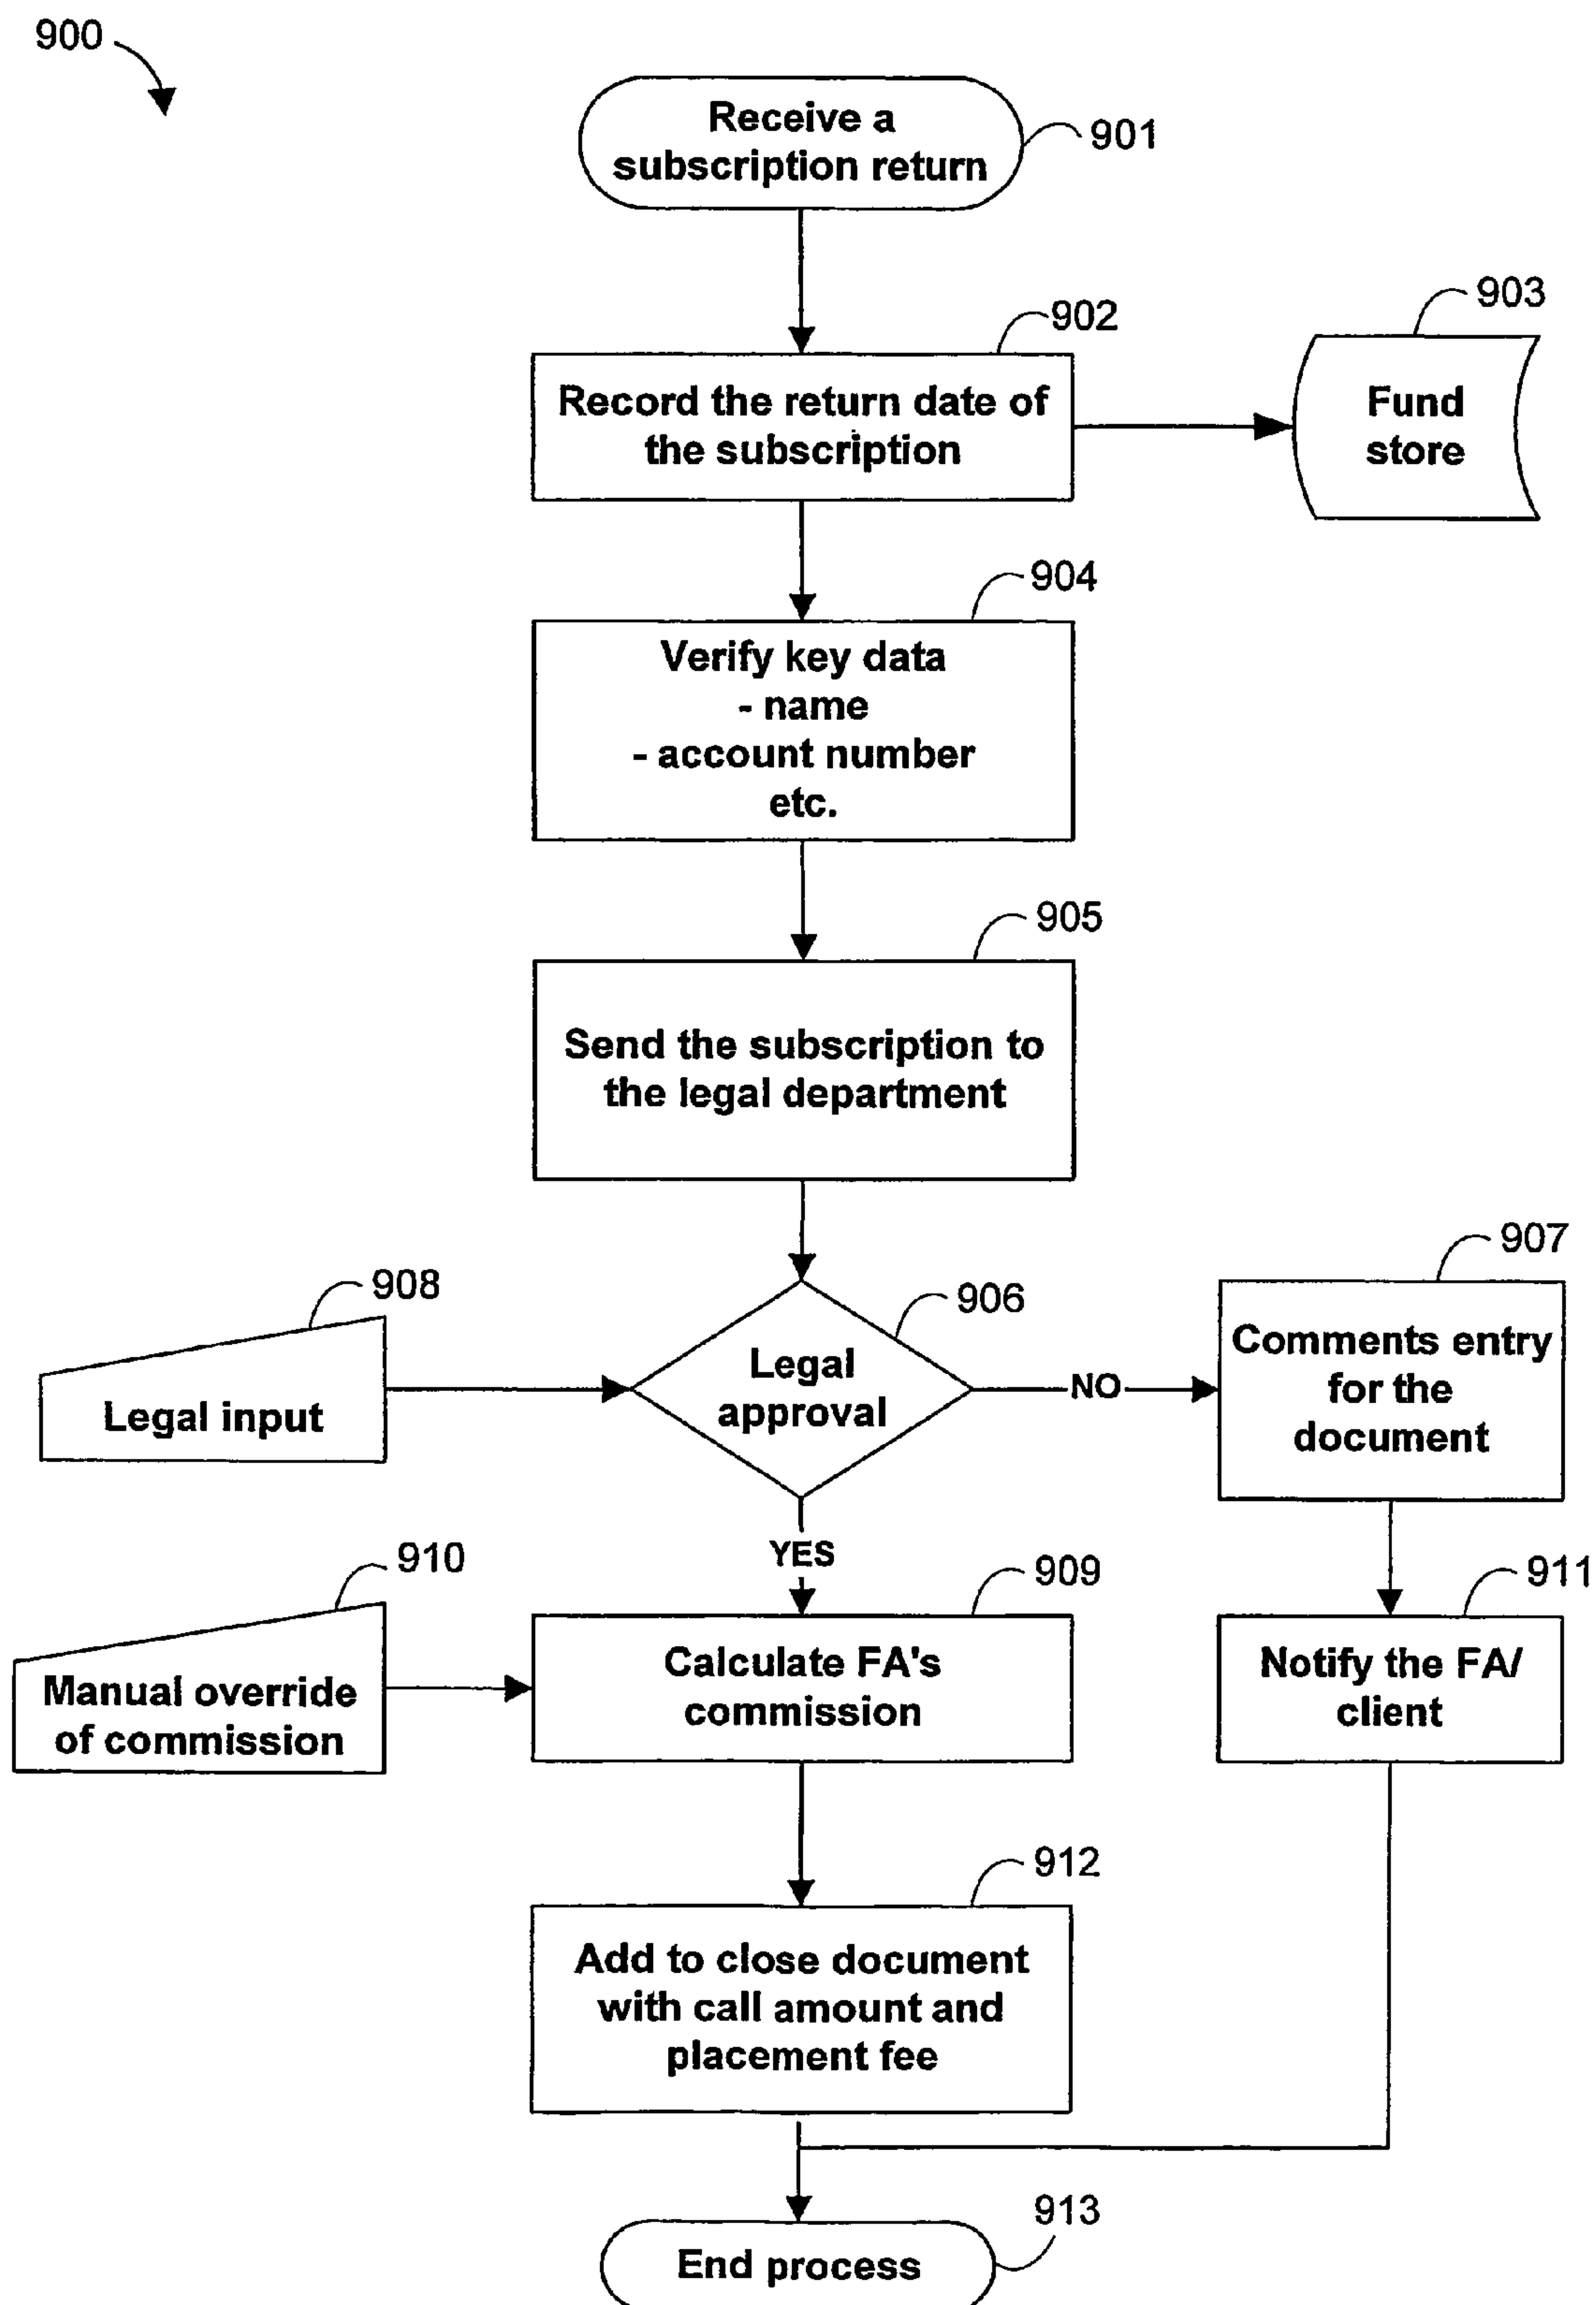 900
Receive a
subscription return
901
902
903
Record the return date of
the subscription
Fund
store
904
Verify key data
- name
- account number
etc.
905
Send the subscription to
the legal department
906
907
908
Legal
approval
Legal input
NO
Comments entry
for the
document
YES
909
910
911
Manual override
of commission
Calculate FA's
commission
Notify the FA/
client
912
Add to close document
with call amount and
placement fee
913
End process